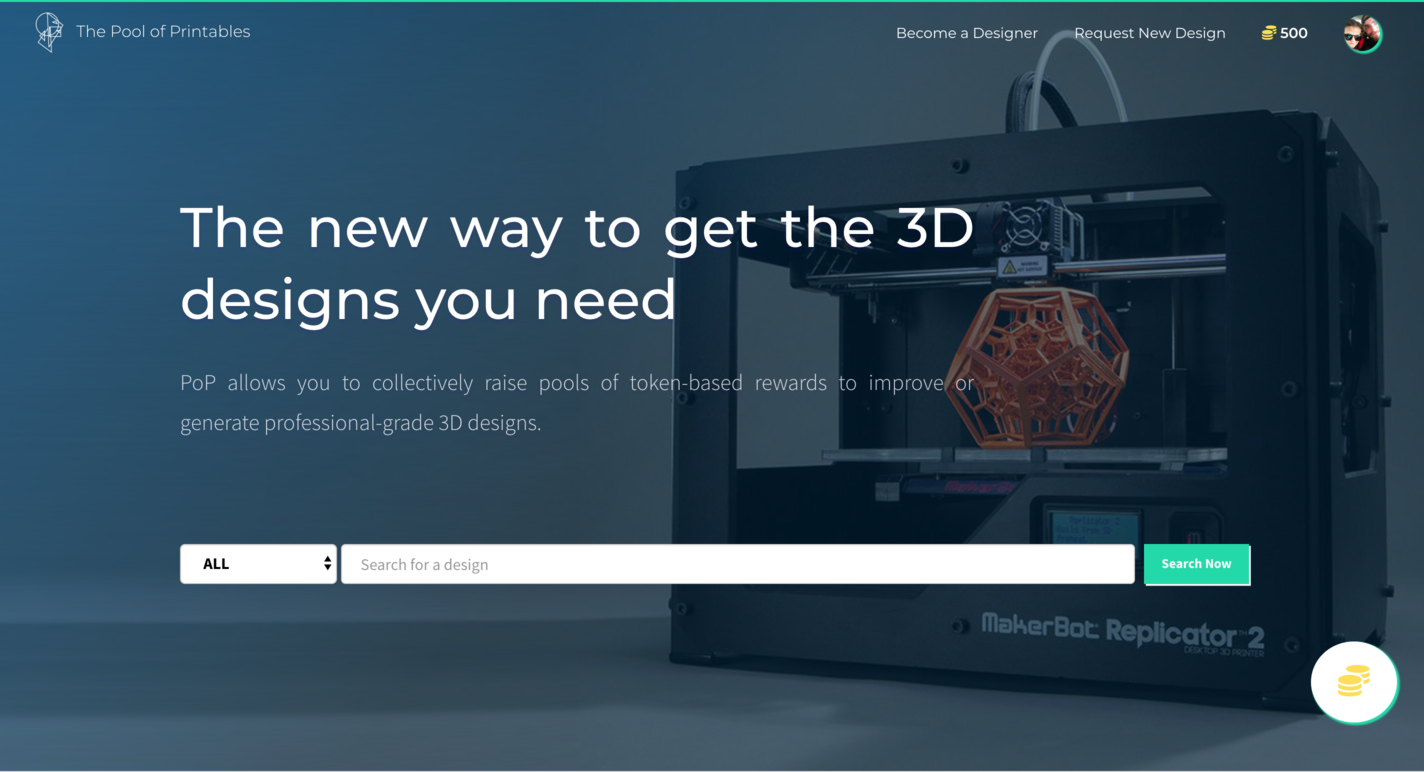 The Pool of Printables
Become a Designer
Request New Design
500
The new way to get the 3D
designs you need
PoP allows you to collectively raise pools of token-based rewards to improve or
generate professional-grade 3D designs.
ALL
Search for a design
Search Now
MakerBot Replicator 2
DESKTOP 3D PRINTER